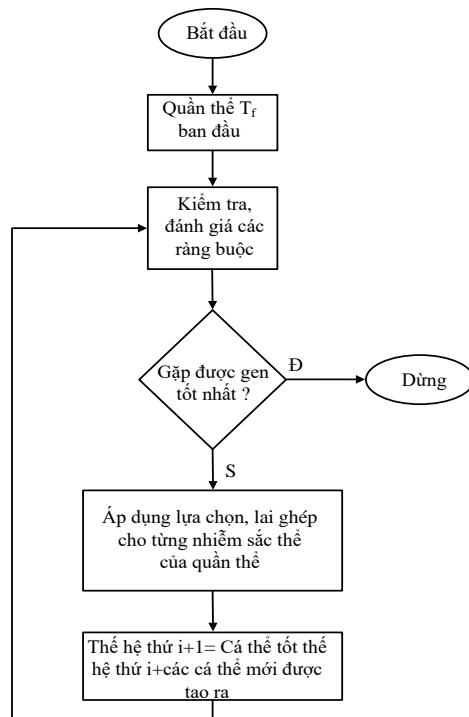 Bắt đầu
Quần thể T_f
ban đầu
Kiểm tra,
đánh giá các
ràng buộc
Gặp được gen
tốt nhất ?
Đ
Dừng
S
Áp dụng lựa chọn, lai ghép
cho từng nhiễm sắc thể
của quần thể
Thế hệ thứ i+1= Cá thể tốt thế
hệ thứ i+các cá thể mới được
tao ra